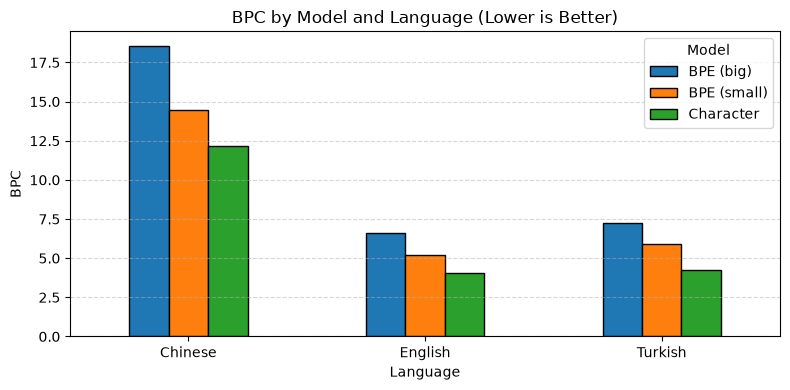 BPC by Model and Language (Lower is Better)
Model
BPE (big)
BPE (small)
Character
17.5
15.0
12.5
10.0
7.5
5.0
2.5
0.0
BPC
Chinese English Turkish
Language